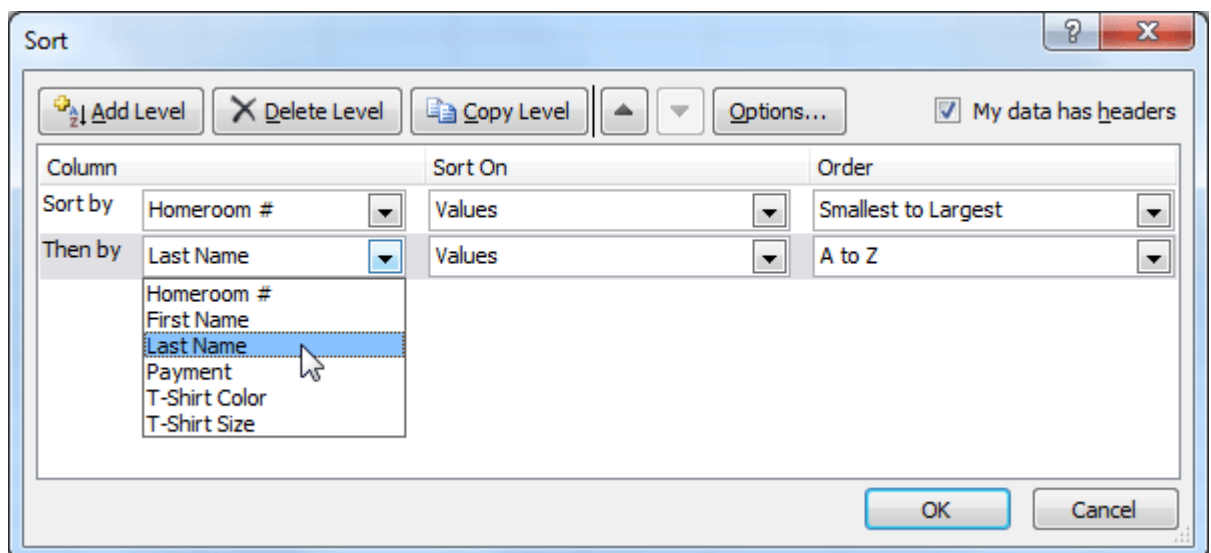 Sort ?
Add Level Delete Level Copy Level Options... My data has headers
Column Sort On Order
Sort by Homeroom # Values Smallest to Largest
Then by Last Name Values A to Z
Homeroom #
First Name
Last Name
Payment
T-Shirt Color
T-Shirt Size
OK Cancel